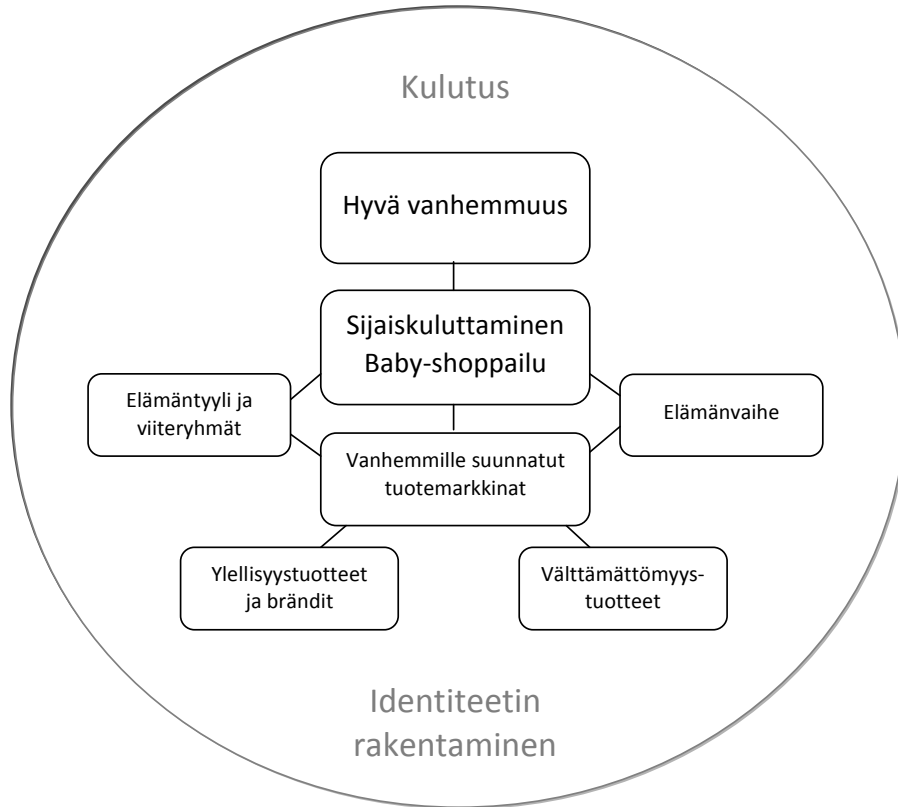 Kulutus
Hyvä vanhemmuus
Sijaiskuluttaminen
Baby-shoppailu
Elämäntyyli ja
viiteryhmät
Elämänvaihe
Vanhemmille suunnatut
tuotemarkkinat
Ylellisyystuotteet
ja brändit
Välttämättömyys-
tuotteet
Identiteetin
rakentaminen